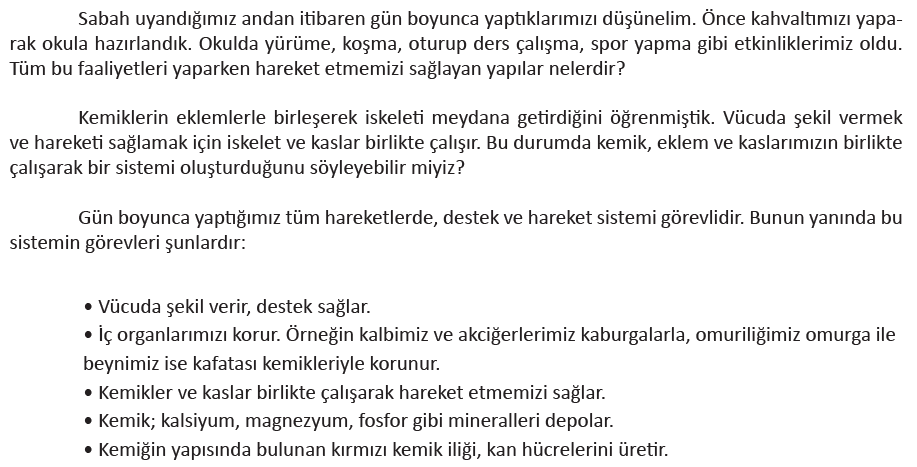 Sabah uyandığımız andan itibaren gün boyunca yaptıklarımızı düşünelim. Önce kahvaltımızı yapa-
rak okula hazırlandık. Okulda yürüme, koşma, oturup ders çalışma, spor yapma gibi etkinliklerimiz oldu.
Tüm bu faaliyetleri yaparken hareket etmemizi sağlayan yapılar nelerdir?
Kemiklerin eklemlerle birleşerek iskeleti meydana getirdiğini öğrenmiştik. Vücuda şekil vermek
ve hareketi sağlamak için iskelet ve kaslar birlikte çalışır. Bu durumda kemik, eklem ve kaslarımızın birlikte
çalışarak bir sistemi oluşturduğunu söyleyebilir miyiz?
Gün boyunca yaptığımız tüm hareketlerde, destek ve hareket sistemi görevlidir. Bunun yanında bu
sistemin görevleri şunlardır:
• Vücuda şekil verir, destek sağlar.
• İç organlarımızı korur. Örneğin kalbimiz ve akciğerlerimiz kaburgalarla, omuriliğimiz omurga ile
beynimiz ise kafatası kemikleriyle korunur.
• Kemikler ve kaslar birlikte çalışarak hareket etmemizi sağlar.
• Kemik; kalsiyum, magnezyum, fosfor gibi mineralleri depolar.
• Kemiğin yapısında bulunan kırmızı kemik iliği, kan hücrelerini üretir.